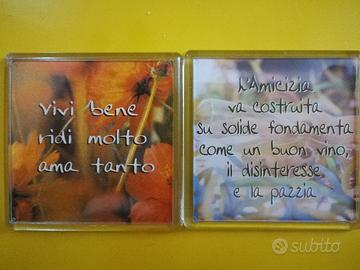 vivi bene
ridi molto
ama tanto
L'Amicizia
va costruita
su solide fondamenta
come un buon vino,
il disinteresse
e la pazzia
subito